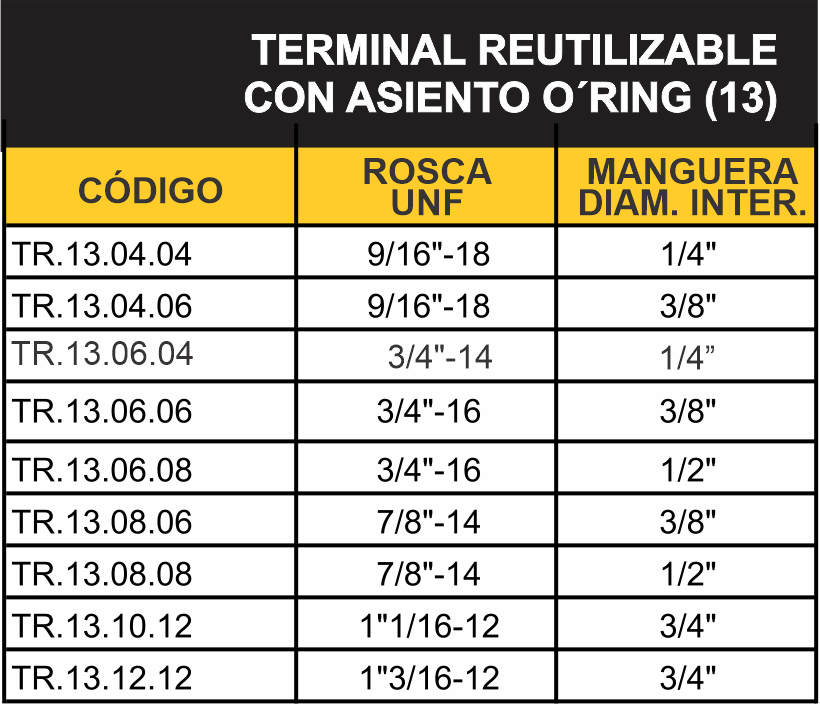 TERMINAL REUTILIZABLE
CON ASIENTO O´RING (13)
CÓDIGO ROSCA UNF MANGUERA DIAM. INTER.
TR.13.04.04 9/16"-18 1/4"
TR.13.04.06 9/16"-18 3/8"
TR.13.06.04 3/4"-14 1/4”
TR.13.06.06 3/4"-16 3/8"
TR.13.06.08 3/4"-16 1/2"
TR.13.08.06 7/8"-14 3/8"
TR.13.08.08 7/8"-14 1/2"
TR.13.10.12 1"1/16-12 3/4"
TR.13.12.12 1"3/16-12 3/4"